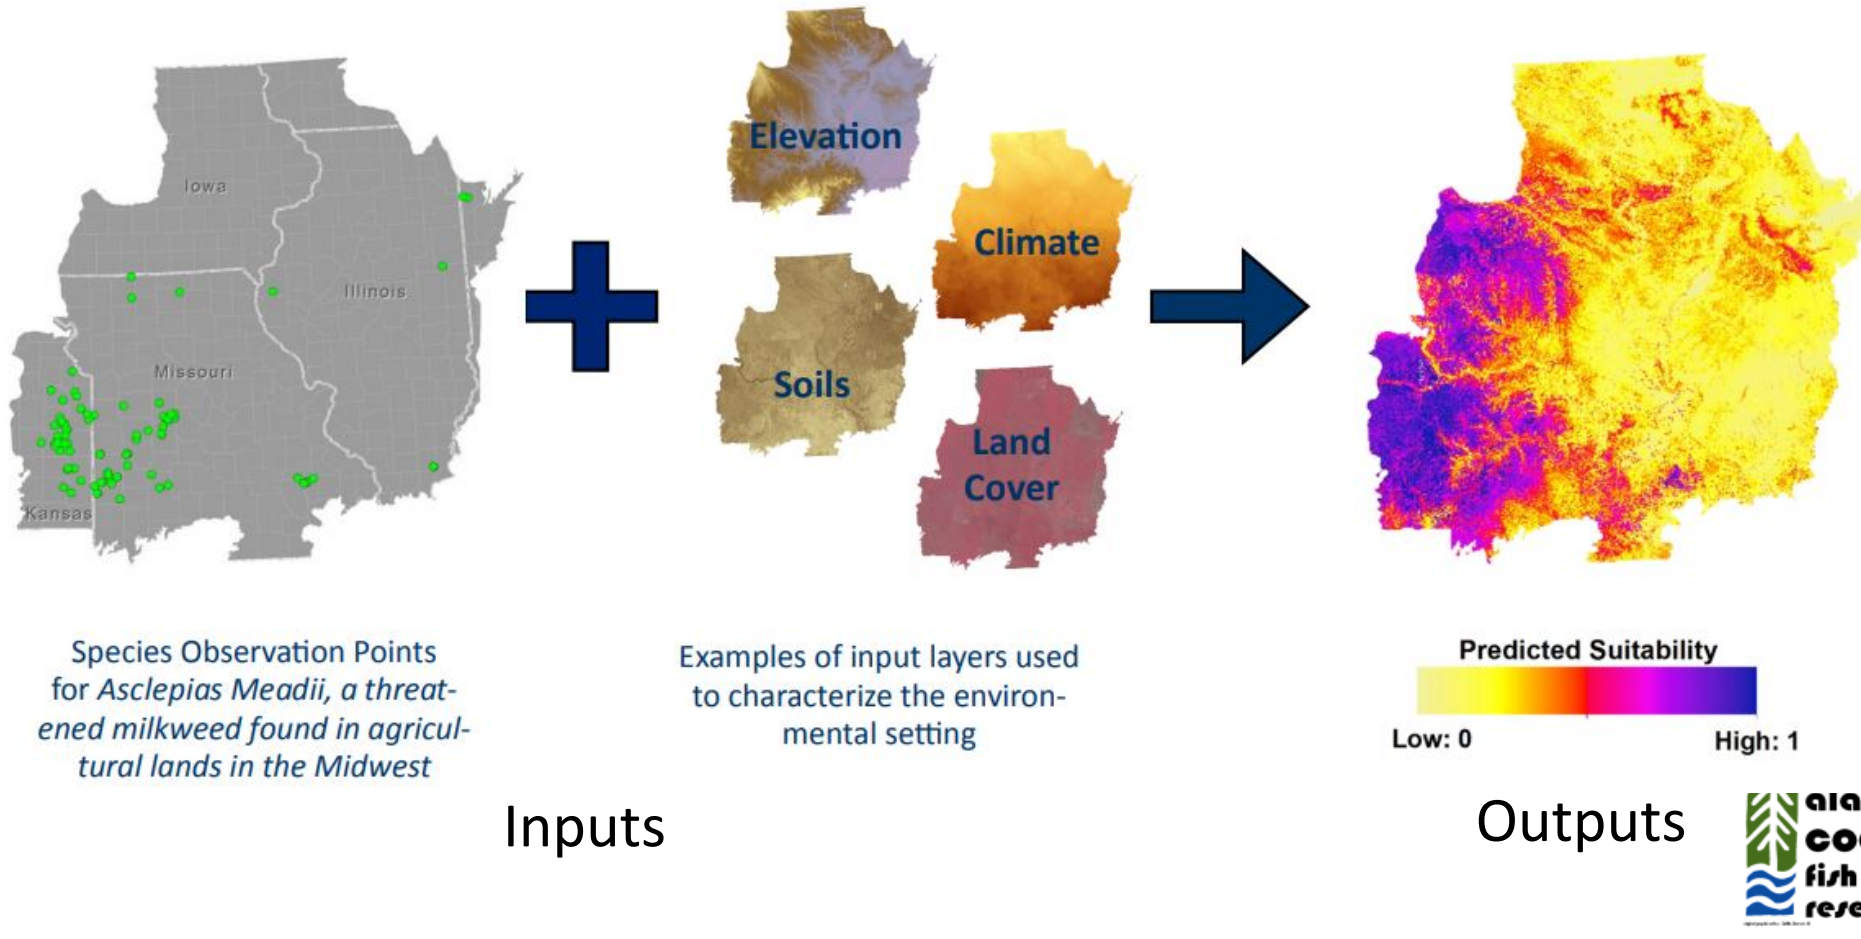 Iowa
Illinois
Missouri
Kansas
Elevation
Climate
Soils
Land
Cover
Species Observation Points
for Asclepias Meadii, a threat-
ened milkweed found in agricul-
tural lands in the Midwest
Examples of input layers used
to characterize the environ-
mental setting
Predicted Suitability
Low: 0
High: 1
Inputs
Outputs
fish